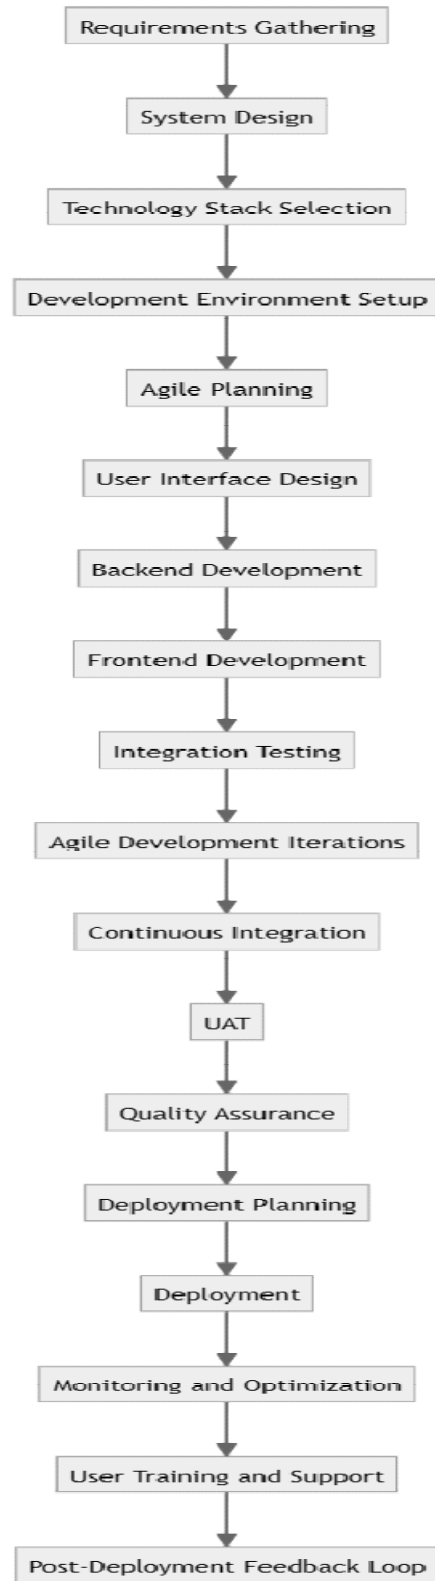 Requirements Gathering
System Design
Technology Stack Selection
Development Environment Setup
Agile Planning
User Interface Design
Backend Development
Frontend Development
Integration Testing
Agile Development Iterations
Continuous Integration
UAT
Quality Assurance
Deployment Planning
Deployment
Monitoring and Optimization
User Training and Support
Post-Deployment Feedback Loop